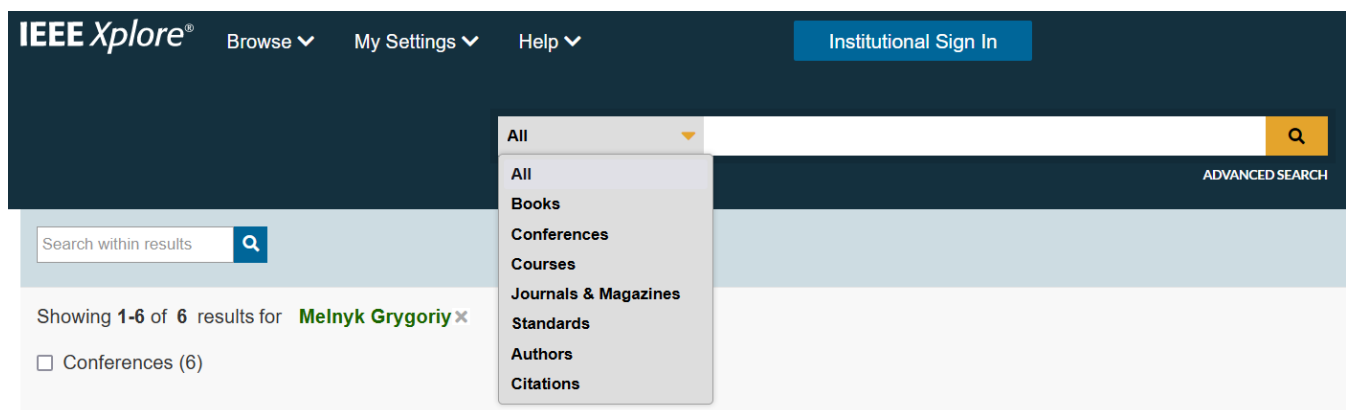 IEEE Xplore® Browse My Settings Help Institutional Sign In
All
ADVANCED SEARCH
All
Books
Conferences
Courses
Journals & Magazines
Standards
Authors
Citations
Search within results
Showing 1-6 of 6 results for Melnyk Grygoriy ×
Conferences (6)